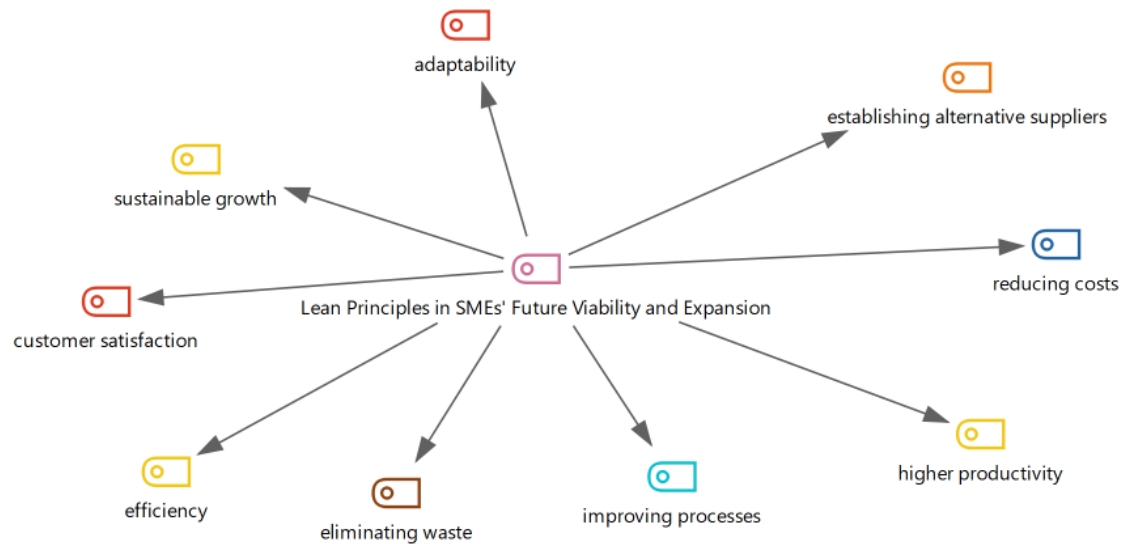 adaptability
establishing alternative suppliers
sustainable growth
reducing costs
Lean Principles in SMEs' Future Viability and Expansion
customer satisfaction
higher productivity
efficiency
eliminating waste
improving processes